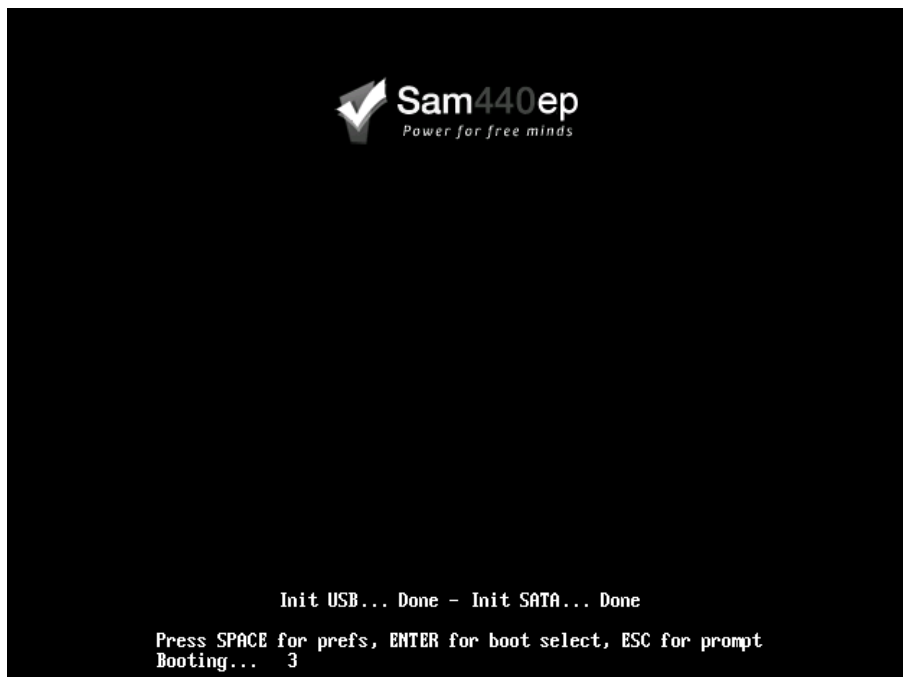 Sam440ep
Power for free minds
Init USB... Done - Init SATA... Done
Press SPACE for prefs, ENTER for boot select, ESC for prompt
Booting... 3